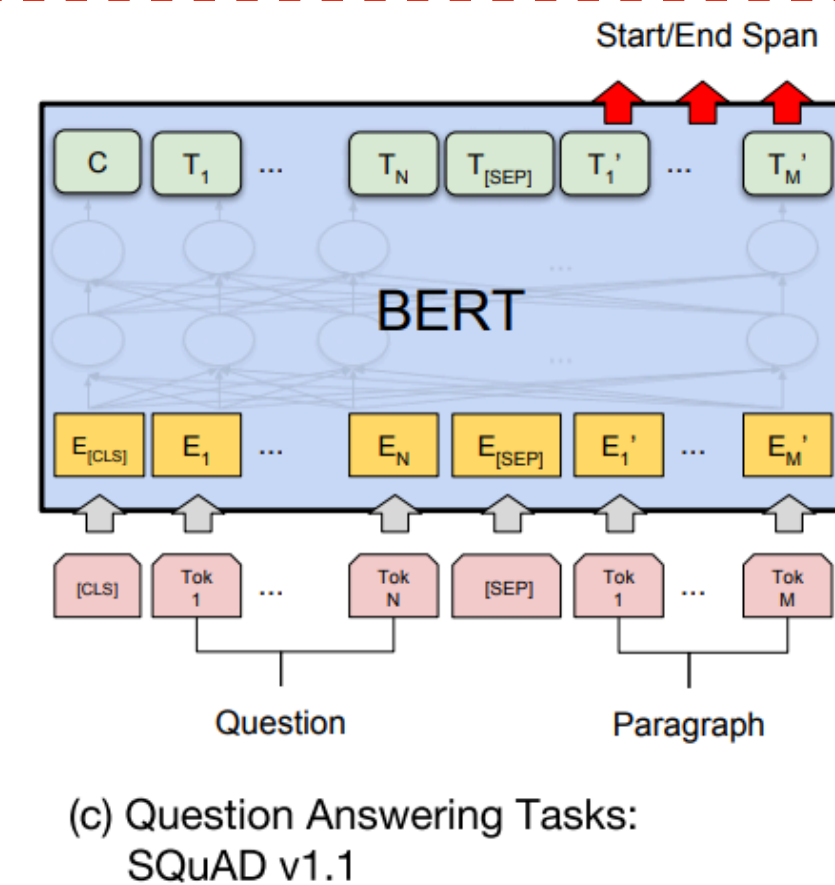 Start/End Span
C T1 ... TN T[SEP] T1’ ... TM’
...
BERT
...
E[CLS] E1 ... EN E[SEP] E1’ ... EM’
[CLS] Tok 1 ... Tok N [SEP] Tok 1 ... Tok M
Question Paragraph
(c) Question Answering Tasks:
SQuAD v1.1